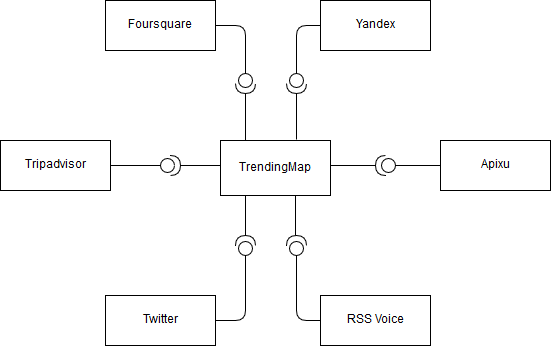 Foursquare
Yandex
Tripadvisor
TrendingMap
Apixu
Twitter
RSS Voice